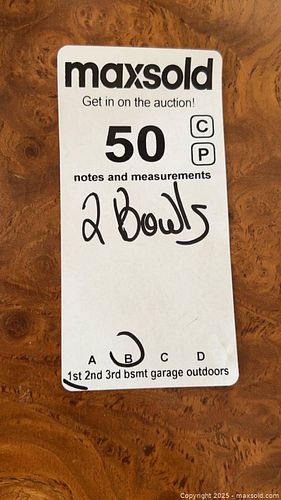 maxsold
Get in on the auction!
50 C
P
notes and measurements
2 Bowls
A B C D
1st 2nd 3rd bsmt garage outdoors
Copyright 2025 - maxsold.com